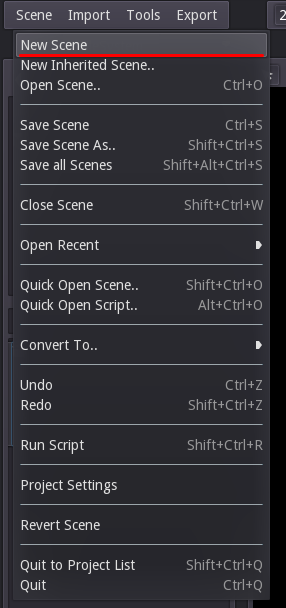 Scene Import Tools Export 2
New Scene
New Inherited Scene..
Open Scene.. Ctrl+O
Save Scene Ctrl+S
Save Scene As.. Shift+Ctrl+S
Save all Scenes Shift+Alt+Ctrl+S
Close Scene Shift+Ctrl+W
Open Recent
Quick Open Scene.. Shift+Ctrl+O
Quick Open Script.. Alt+Ctrl+O
Convert To..
Undo Ctrl+Z
Redo Shift+Ctrl+Z
Run Script Shift+Ctrl+R
Project Settings
Revert Scene
Quit to Project List Shift+Ctrl+Q
Quit Ctrl+Q